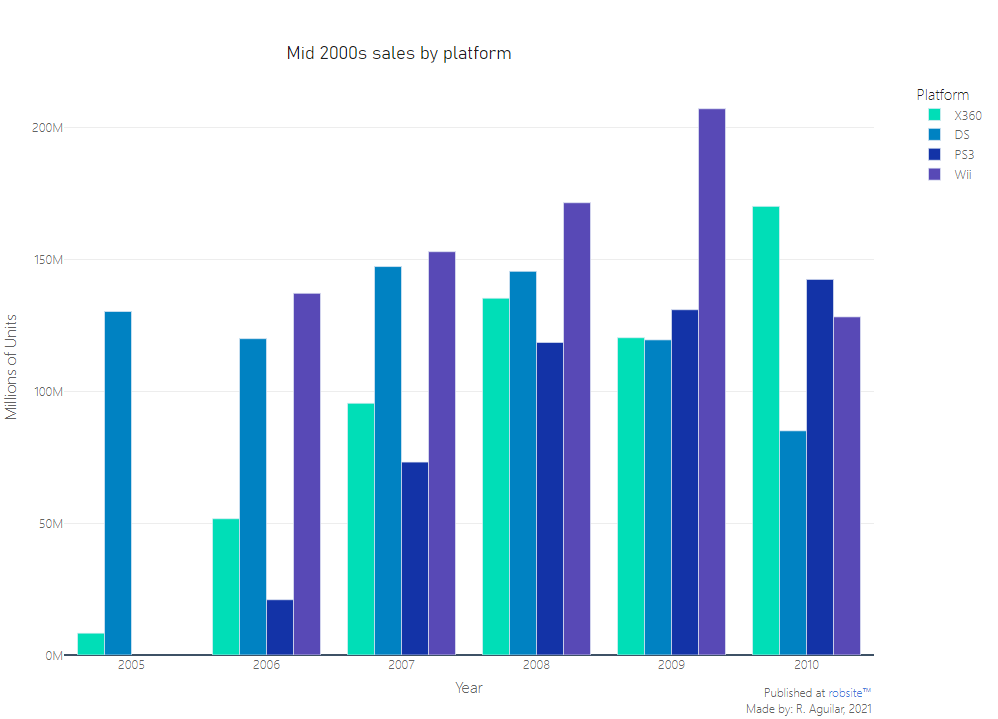 Mid 2000s sales by platform
Platform
X360
DS
PS3
Wii
200M
150M
100M
50M
0M
Millions of Units
2005 2006 2007 2008 2009 2010
Year
Published at robsite™
Made by: R. Aguilar, 2021